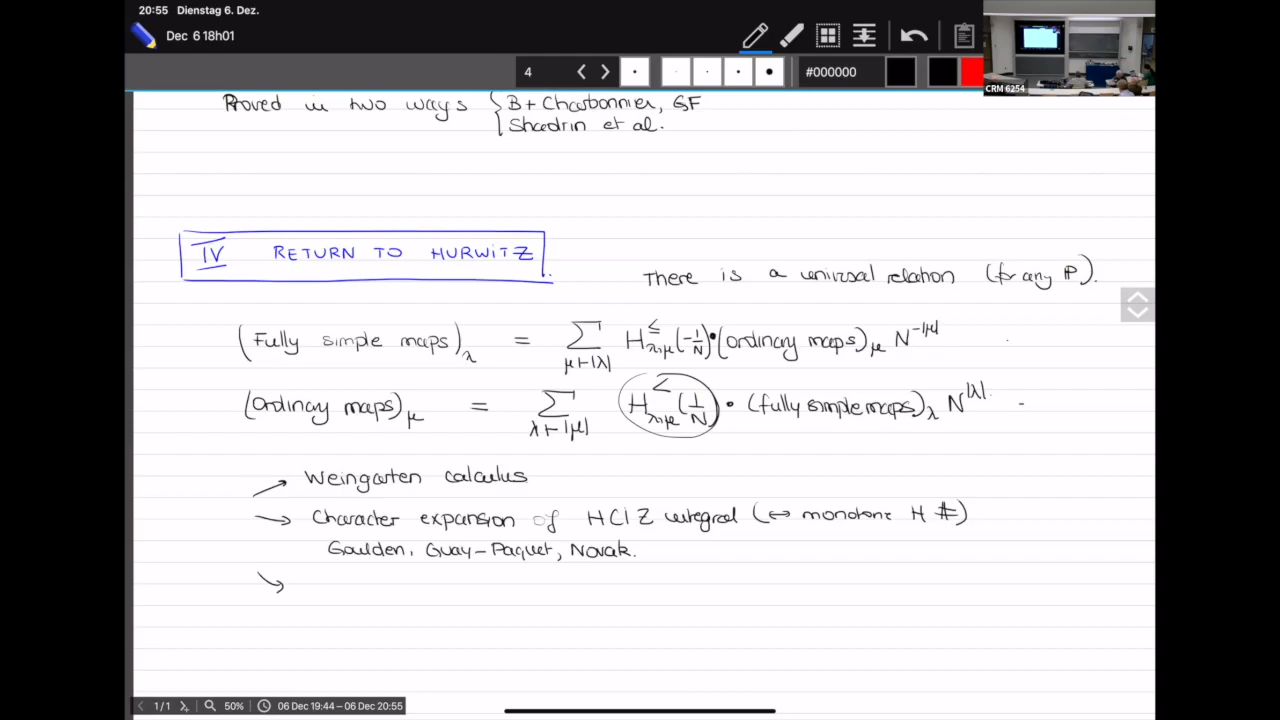 20:55 Dienstag 6. Dez.
Dec 6 18h01
4
#000000
CRM 6254
Proved in two ways { B + Charbonnier, GF
Shadrin et al.
IV RETURN TO HURWITZ
There is a universal relation (for any P).
(Fully simple maps)_λ = Σ_{μ⊢|λ|} H^≤_{λ,μ}(-1/N) • (ordinary maps)_μ N^{-|μ|}
(Ordinary maps)_μ = Σ_{λ⊢|μ|} H^<_{λ,μ}(1/N) • (fully simple maps)_λ N^{|λ|}.
→ Weingarten calculus
→ Character expansion of HCIZ integral (↔ monotone H #)
Goulden, Guay-Paquet, Novak.
→
1/1 50% 06 Dec 19:44 – 06 Dec 20:55